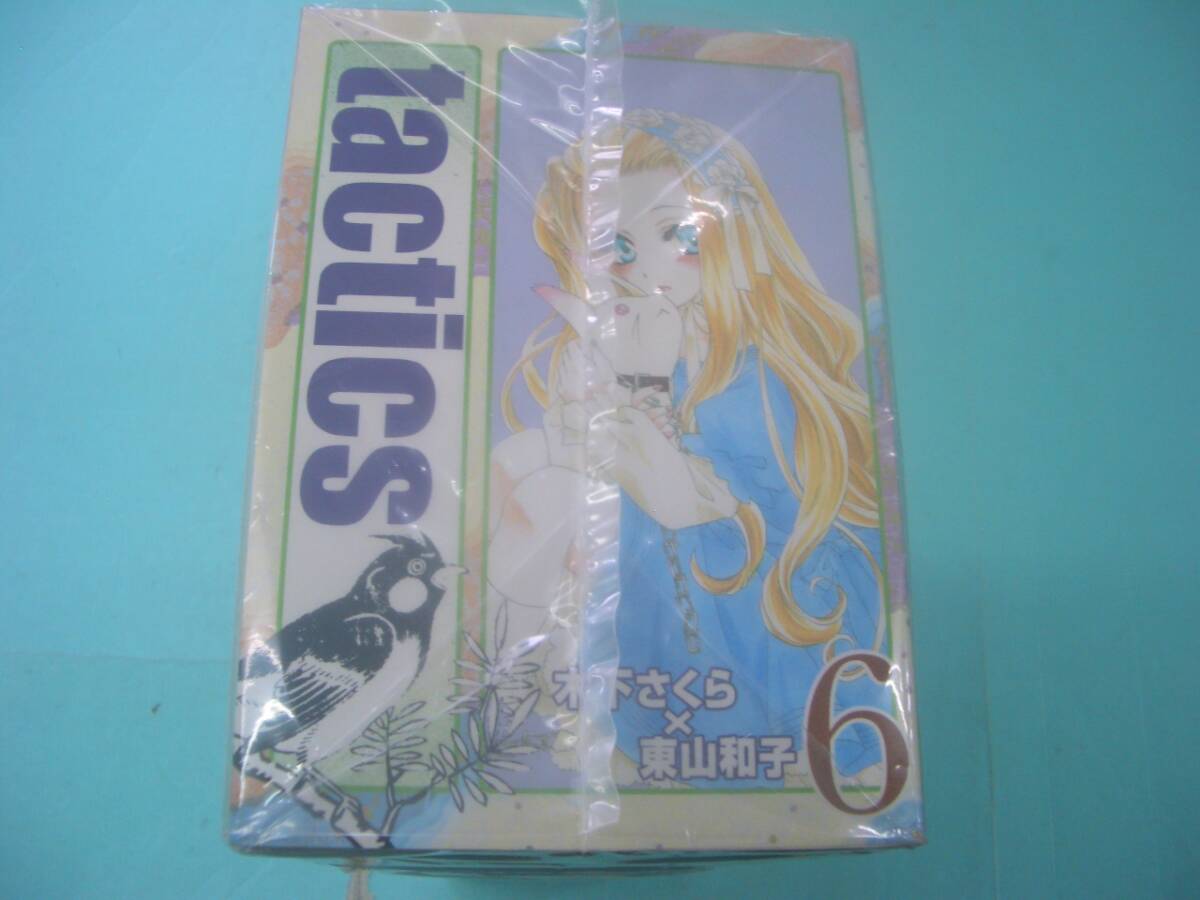 tactics
木下さくら
×
東山和子
6